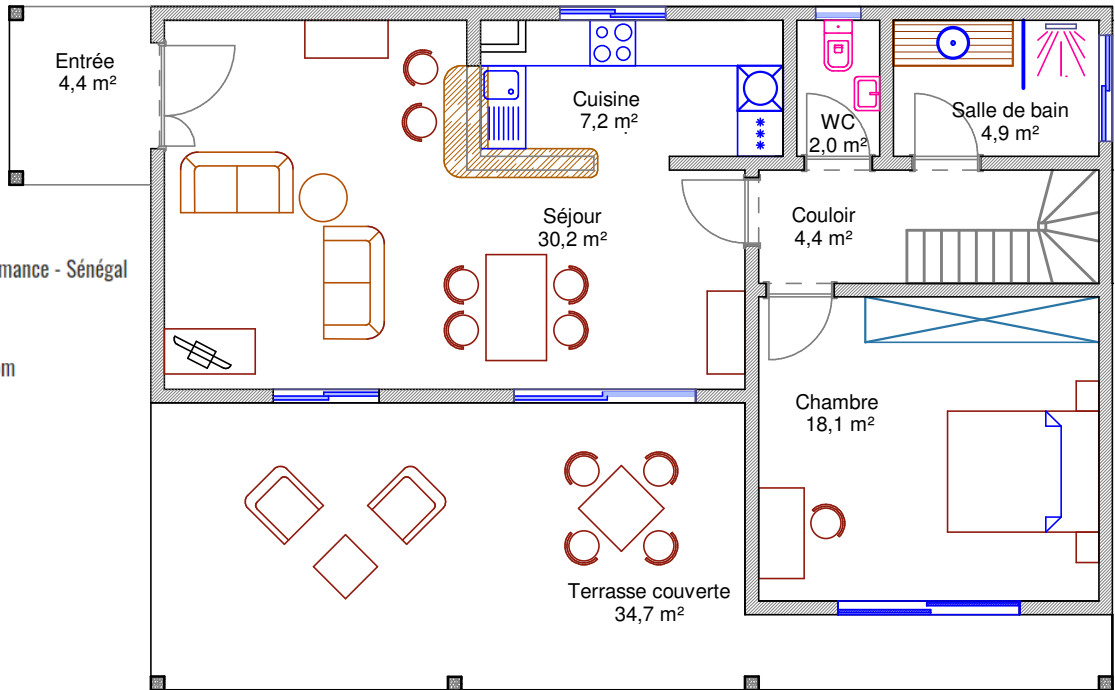 Entrée
4,4 m²
Cuisine
7,2 m²
WC
2,0 m²
Salle de bain
4,9 m²
Séjour
30,2 m²
Couloir
4,4 m²
- Sénégal
Chambre
18,1 m²
Terrasse couverte
34,7 m²